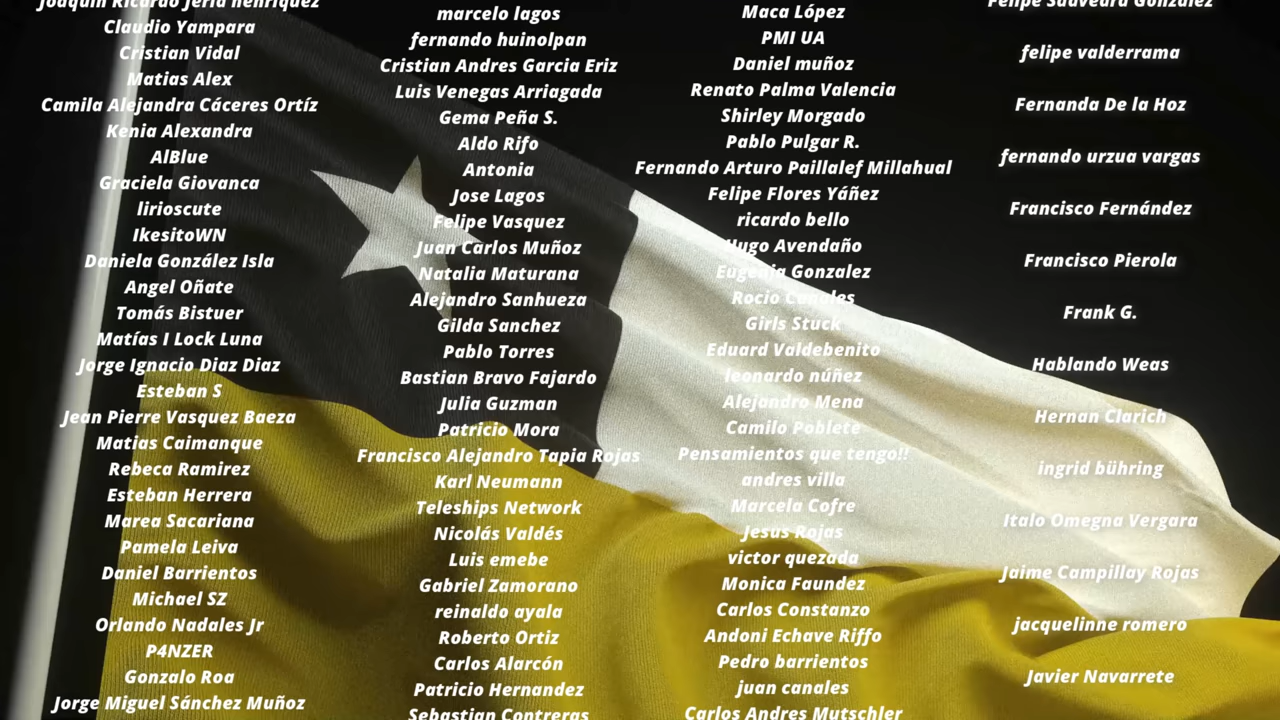 Joaquin Ricardo Jeria henriquez
Claudio Yampara
Cristian Vidal
Matias Alex
Camila Alejandra Cáceres Ortíz
Kenia Alexandra
AlBlue
Graciela Giovanca
lirioscute
IkesitoWN
Daniela González Isla
Angel Oñate
Tomás Bistuer
Matías I Lock Luna
Jorge Ignacio Diaz Diaz
Esteban S
Jean Pierre Vasquez Baeza
Matias Caimanque
Rebeca Ramirez
Esteban Herrera
Marea Sacariana
Pamela Leiva
Daniel Barrientos
Michael SZ
Orlando Nadales Jr
P4NZER
Gonzalo Roa
Jorge Miguel Sánchez Muñoz
marcelo lagos
fernando huinolpan
Cristian Andres Garcia Eriz
Luis Venegas Arriagada
Gema Peña S.
Aldo Rifo
Antonia
Jose Lagos
Felipe Vasquez
Juan Carlos Muñoz
Natalia Maturana
Alejandro Sanhueza
Gilda Sanchez
Pablo Torres
Bastian Bravo Fajardo
Julia Guzman
Patricio Mora
Francisco Alejandro Tapia Rojas
Karl Neumann
Teleships Network
Nicolás Valdés
Luis emebe
Gabriel Zamorano
reinaldo ayala
Roberto Ortiz
Carlos Alarcón
Patricio Hernandez
Sebastian Contreras
Maca López
PMI UA
Daniel muñoz
Renato Palma Valencia
Shirley Morgado
Pablo Pulgar R.
Fernando Arturo Paillalef Millahual
Felipe Flores Yáñez
ricardo bello
Hugo Avendaño
Eugenia Gonzalez
Rocio Canales
Girls Stuck
Eduard Valdebenito
leonardo núñez
Alejandro Mena
Camilo Poblete
Pensamientos que tengo!!
andres villa
Marcela Cofre
Jesus Rojas
victor quezada
Monica Faundez
Carlos Constanzo
Andoni Echave Riffo
Pedro barrientos
juan canales
Carlos Andres Mutschler
Felipe Saavedra González
felipe valderrama
Fernanda De la Hoz
fernando urzua vargas
Francisco Fernández
Francisco Pierola
Frank G.
Hablando Weas
Hernan Clarich
ingrid bühring
Italo Omegna Vergara
Jaime Campillay Rojas
jacquelinne romero
Javier Navarrete